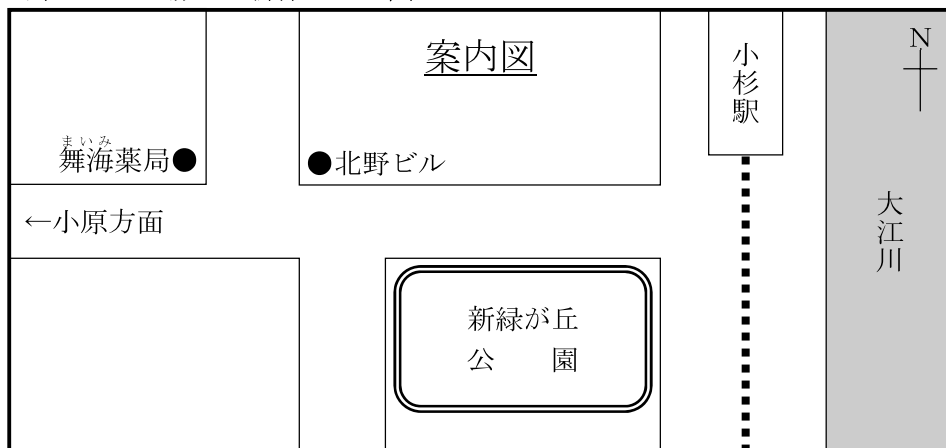 案内図
N
小杉駅
まいみ
舞海薬局●
●北野ビル
大江川
←小原方面
新緑が丘
公　園